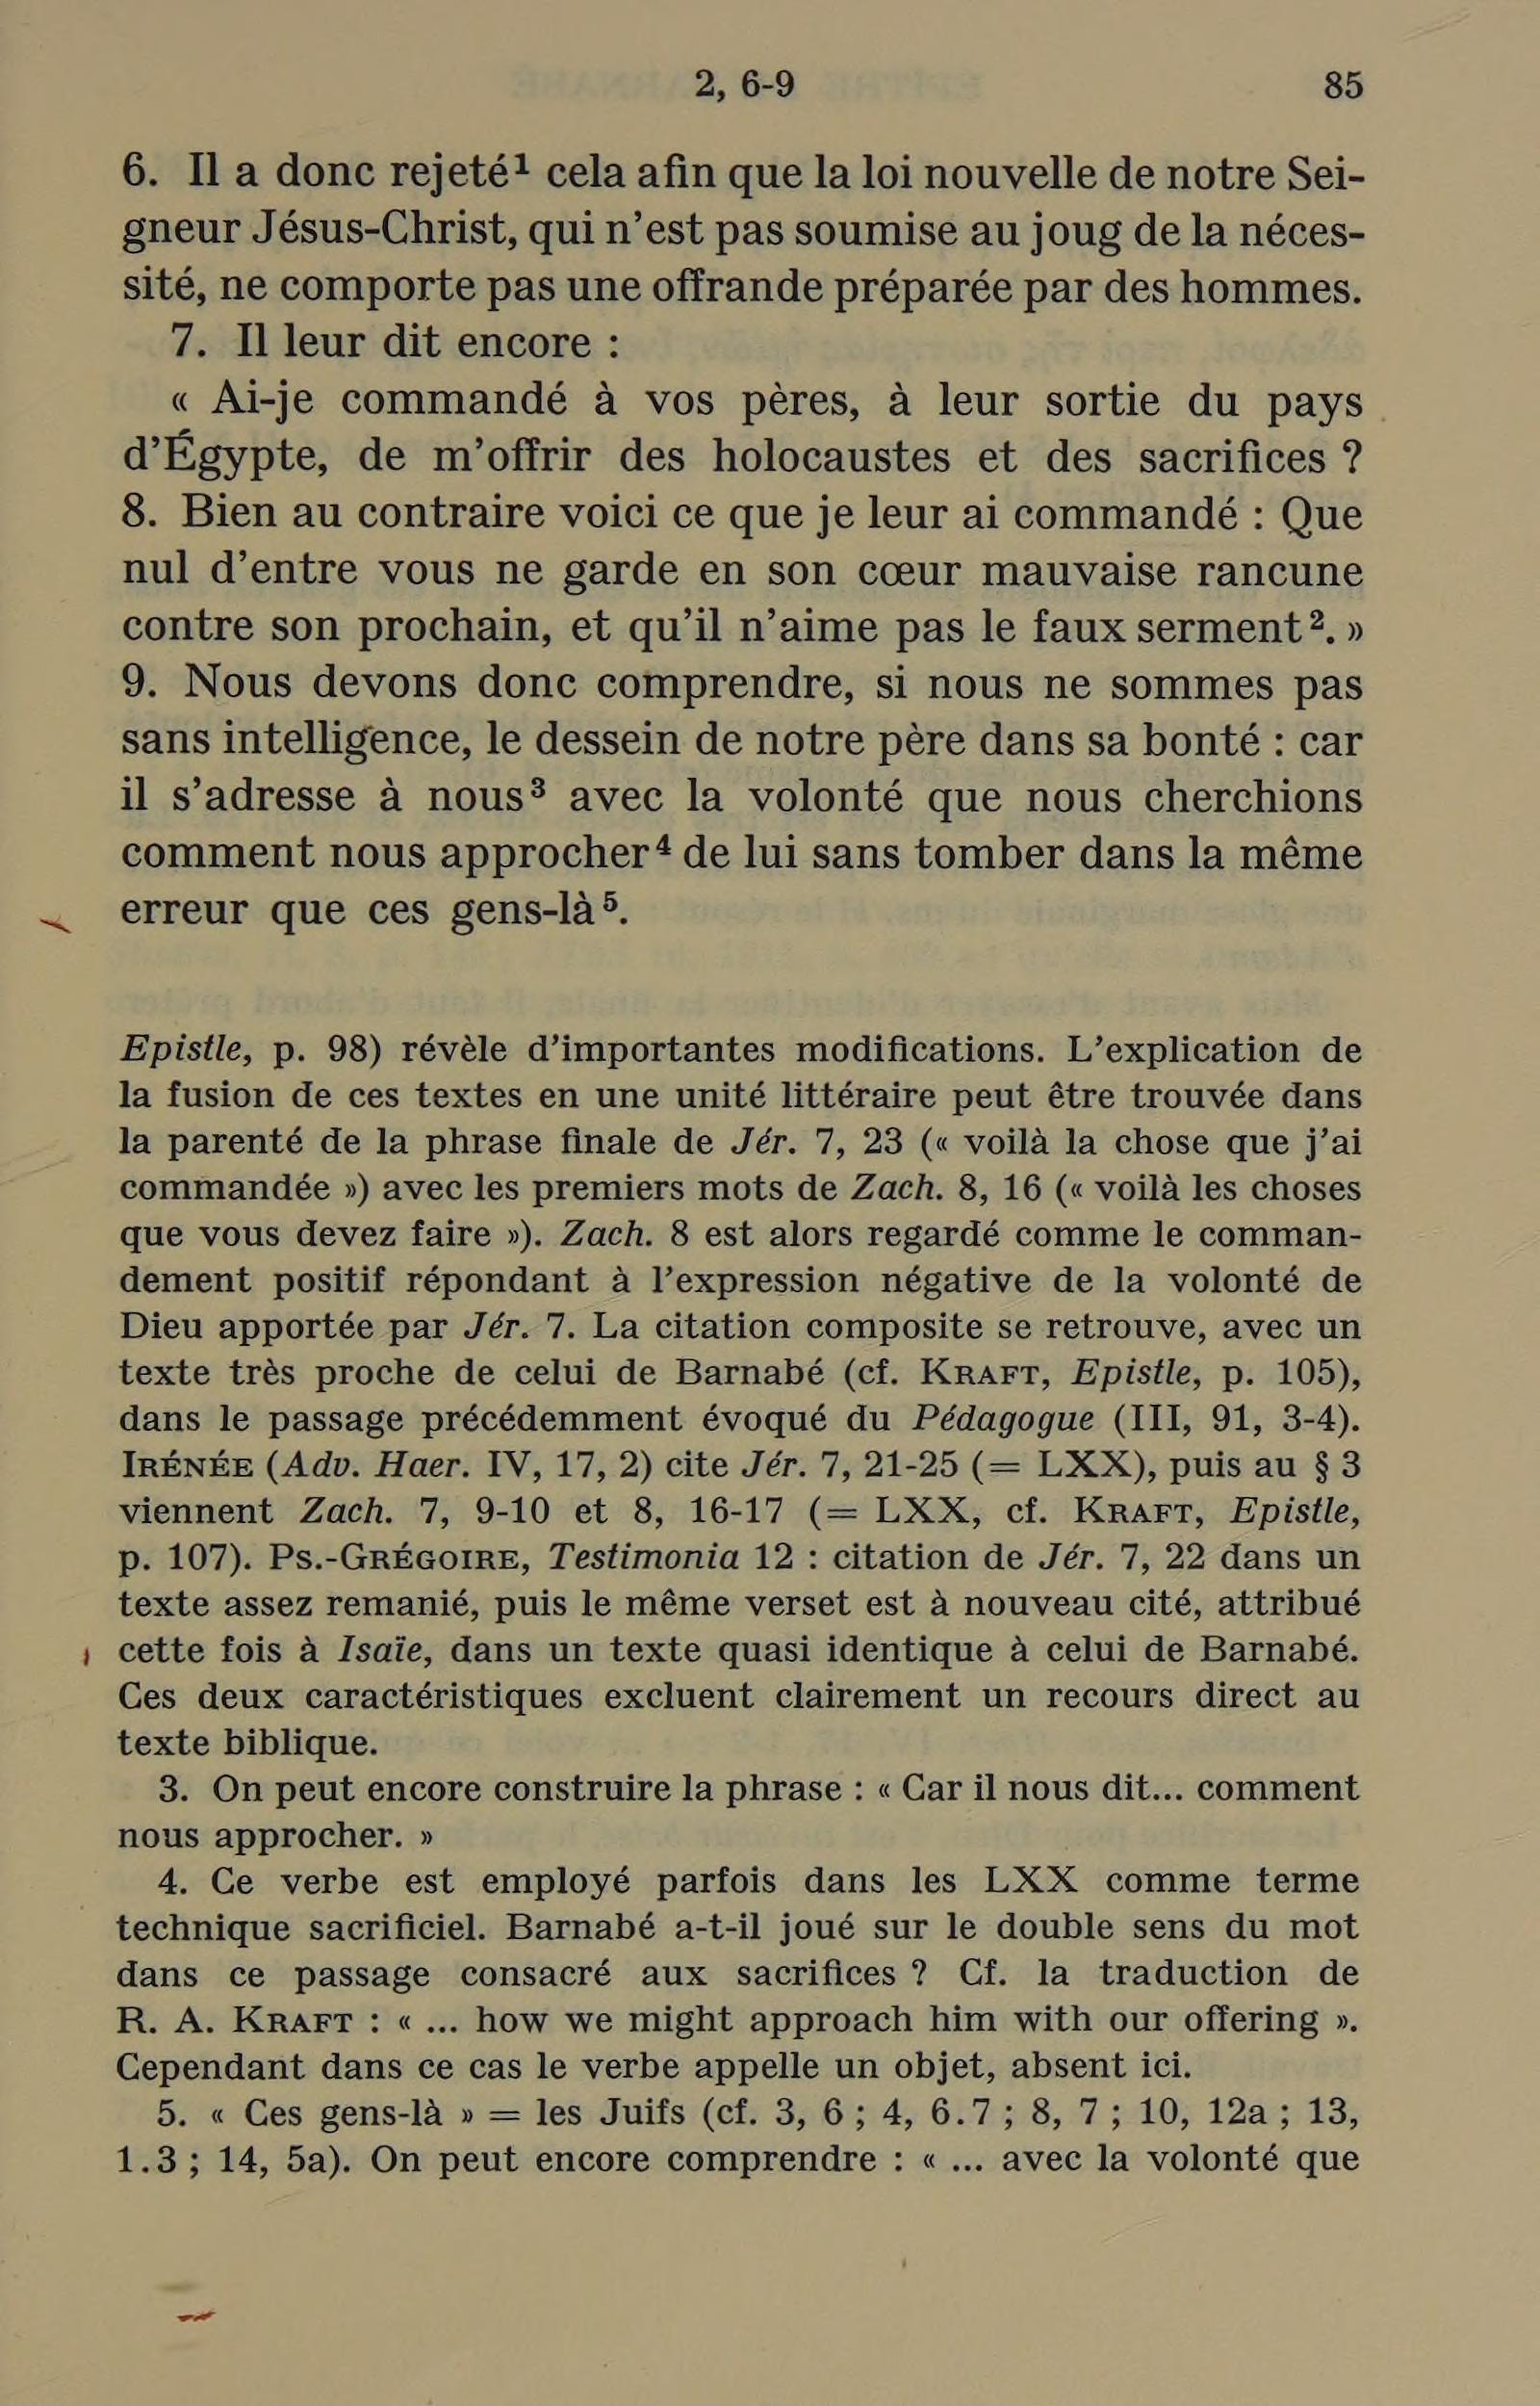 2, 6-9 85
6. Il a donc rejeté¹ cela afin que la loi nouvelle de notre Sei-
gneur Jésus-Christ, qui n’est pas soumise au joug de la néces-
sité, ne comporte pas une offrande préparée par des hommes.
7. Il leur dit encore :
« Ai-je commandé à vos pères, à leur sortie du pays
d’Égypte, de m’offrir des holocaustes et des sacrifices ?
8. Bien au contraire voici ce que je leur ai commandé : Que
nul d’entre vous ne garde en son cœur mauvaise rancune
contre son prochain, et qu’il n’aime pas le faux serment². »
9. Nous devons donc comprendre, si nous ne sommes pas
sans intelligence, le dessein de notre père dans sa bonté : car
il s’adresse à nous³ avec la volonté que nous cherchions
comment nous approcher⁴ de lui sans tomber dans la même
erreur que ces gens-là⁵.
Epistle, p. 98) révèle d’importantes modifications. L’explication de
la fusion de ces textes en une unité littéraire peut être trouvée dans
la parenté de la phrase finale de Jér. 7, 23 (« voilà la chose que j’ai
commandée ») avec les premiers mots de Zach. 8, 16 (« voilà les choses
que vous devez faire »). Zach. 8 est alors regardé comme le comman-
dement positif répondant à l’expression négative de la volonté de
Dieu apportée par Jér. 7. La citation composite se retrouve, avec un
texte très proche de celui de Barnabé (cf. KRAFT, Epistle, p. 105),
dans le passage précédemment évoqué du Pédagogue (III, 91, 3-4).
IRÉNÉE (Adv. Haer. IV, 17, 2) cite Jér. 7, 21-25 (= LXX), puis au § 3
viennent Zach. 7, 9-10 et 8, 16-17 (= LXX, cf. KRAFT, Epistle,
p. 107). PS.-GRÉGOIRE, Testimonia 12 : citation de Jér. 7, 22 dans un
texte assez remanié, puis le même verset est à nouveau cité, attribué
cette fois à Isaïe, dans un texte quasi identique à celui de Barnabé.
Ces deux caractéristiques excluent clairement un recours direct au
texte biblique.
3. On peut encore construire la phrase : « Car il nous dit... comment
nous approcher. »
4. Ce verbe est employé parfois dans les LXX comme terme
technique sacrificiel. Barnabé a-t-il joué sur le double sens du mot
dans ce passage consacré aux sacrifices ? Cf. la traduction de
R. A. KRAFT : « ... how we might approach him with our offering ».
Cependant dans ce cas le verbe appelle un objet, absent ici.
5. « Ces gens-là » = les Juifs (cf. 3, 6 ; 4, 6.7 ; 8, 7 ; 10, 12a ; 13,
1.3 ; 14, 5a). On peut encore comprendre : « ... avec la volonté que